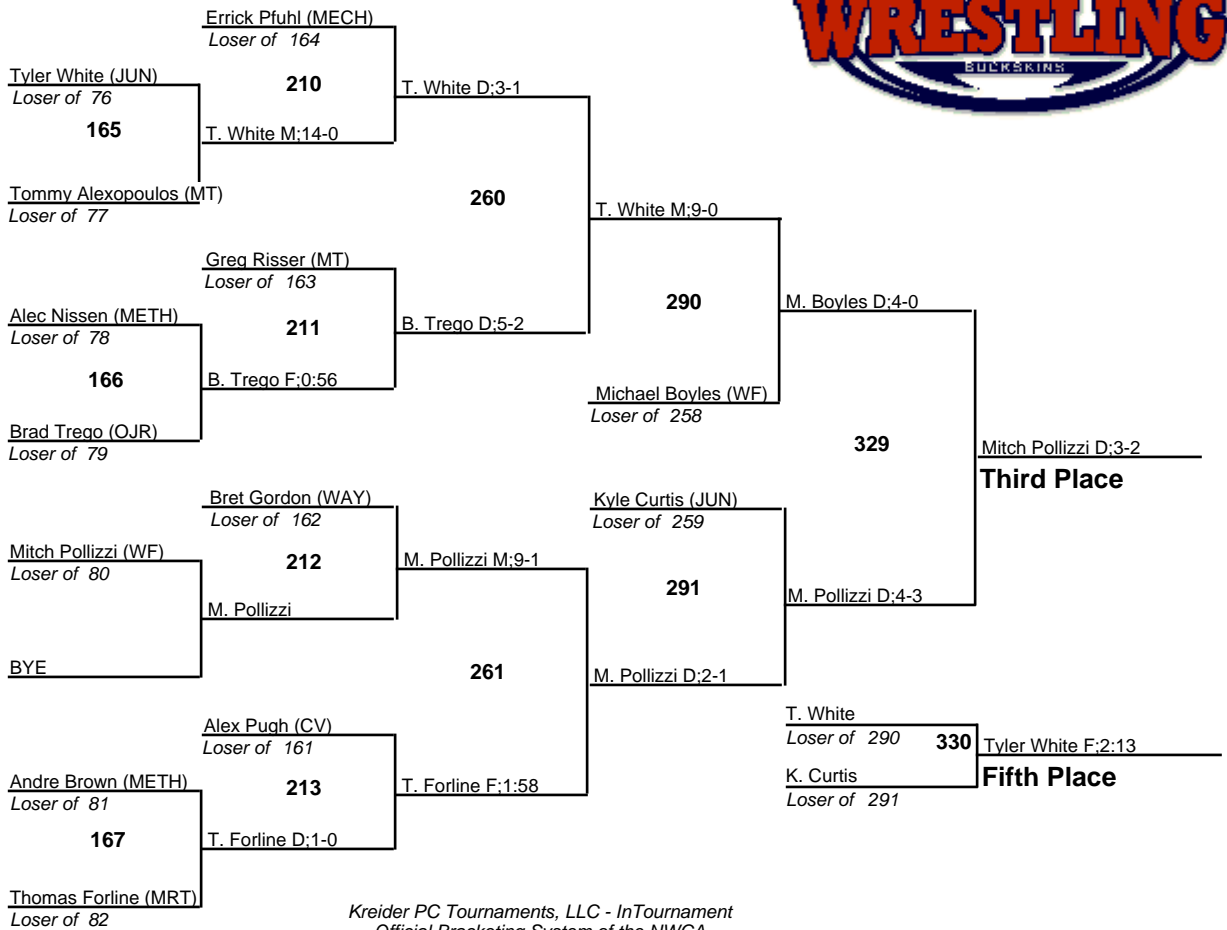 WRESTLING
BUCKSKINS
Errick Pfuhl (MECH)
Loser of 164
Tyler White (JUN)
Loser of 76
210
T. White D;3-1
165
T. White M;14-0
Tommy Alexopoulos (MT)
Loser of 77
260
T. White M;9-0
Greg Risser (MT)
Loser of 163
Alec Nissen (METH)
Loser of 78
211
B. Trego D;5-2
290
M. Boyles D;4-0
166
B. Trego F;0:56
Michael Boyles (WF)
Loser of 258
Brad Trego (OJR)
Loser of 79
329
Mitch Pollizzi D;3-2
Third Place
Bret Gordon (WAY)
Loser of 162
Kyle Curtis (JUN)
Loser of 259
Mitch Pollizzi (WF)
Loser of 80
212
M. Pollizzi M;9-1
291
M. Pollizzi D;4-3
M. Pollizzi
BYE
261
M. Pollizzi D;2-1
Alex Pugh (CV)
Loser of 161
T. White
Loser of 290
330
Tyler White F;2:13
Fifth Place
K. Curtis
Loser of 291
Andre Brown (METH)
Loser of 81
213
T. Forline F;1:58
167
T. Forline D;1-0
Thomas Forline (MRT)
Loser of 82
Kreider PC Tournaments, LLC - InTournament
Official Bracketing System of the NWCA